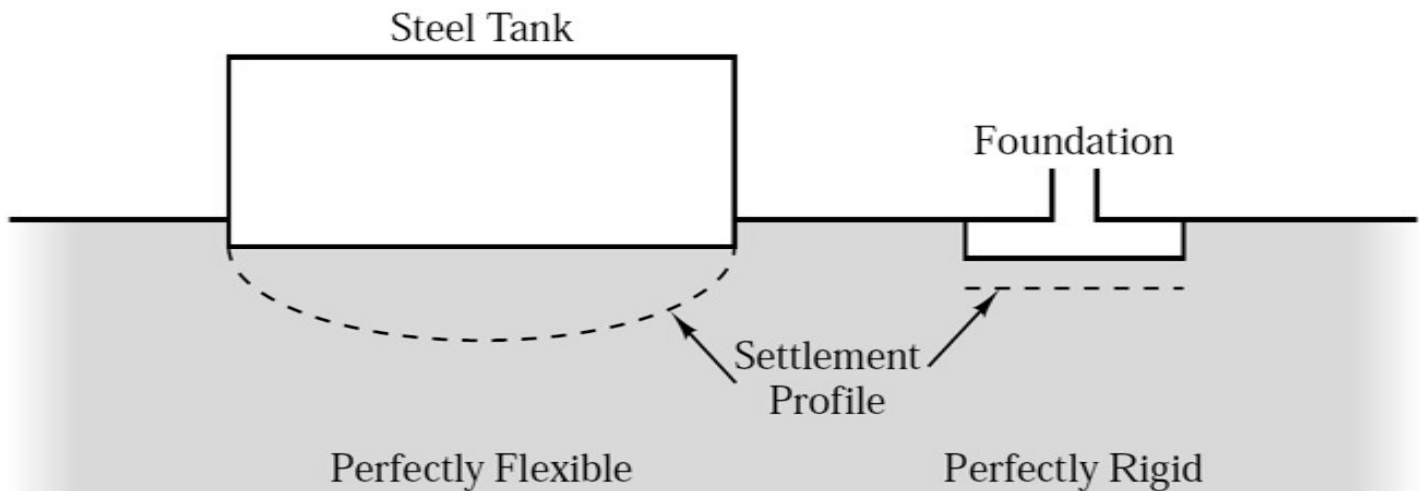 Steel Tank
Foundation
Settlement
Profile
Perfectly Flexible
Perfectly Rigid